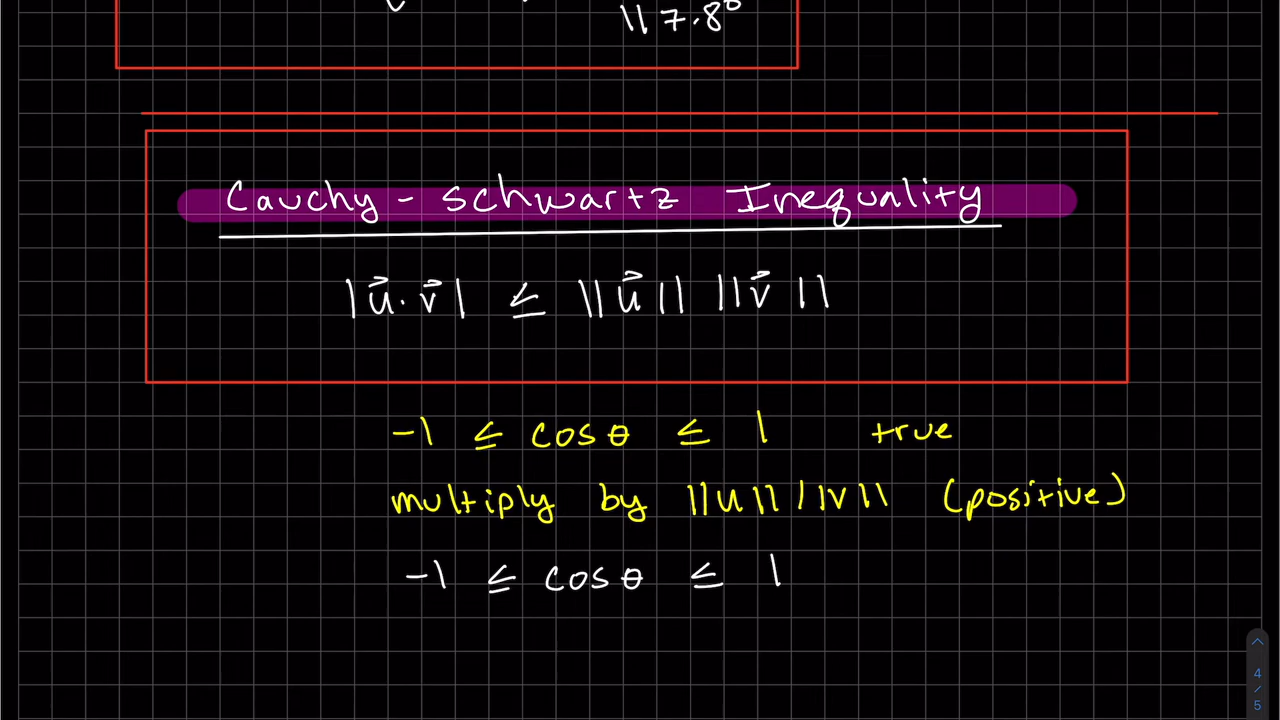 117.8°
Cauchy - Schwartz Inequality
|u⃗ · v⃗| ≤ ||u⃗|| ||v⃗||
-1 ≤ cos θ ≤ 1 true
multiply by ||u|| ||v|| (positive)
-1 ≤ cos θ ≤ 1
4
/
5